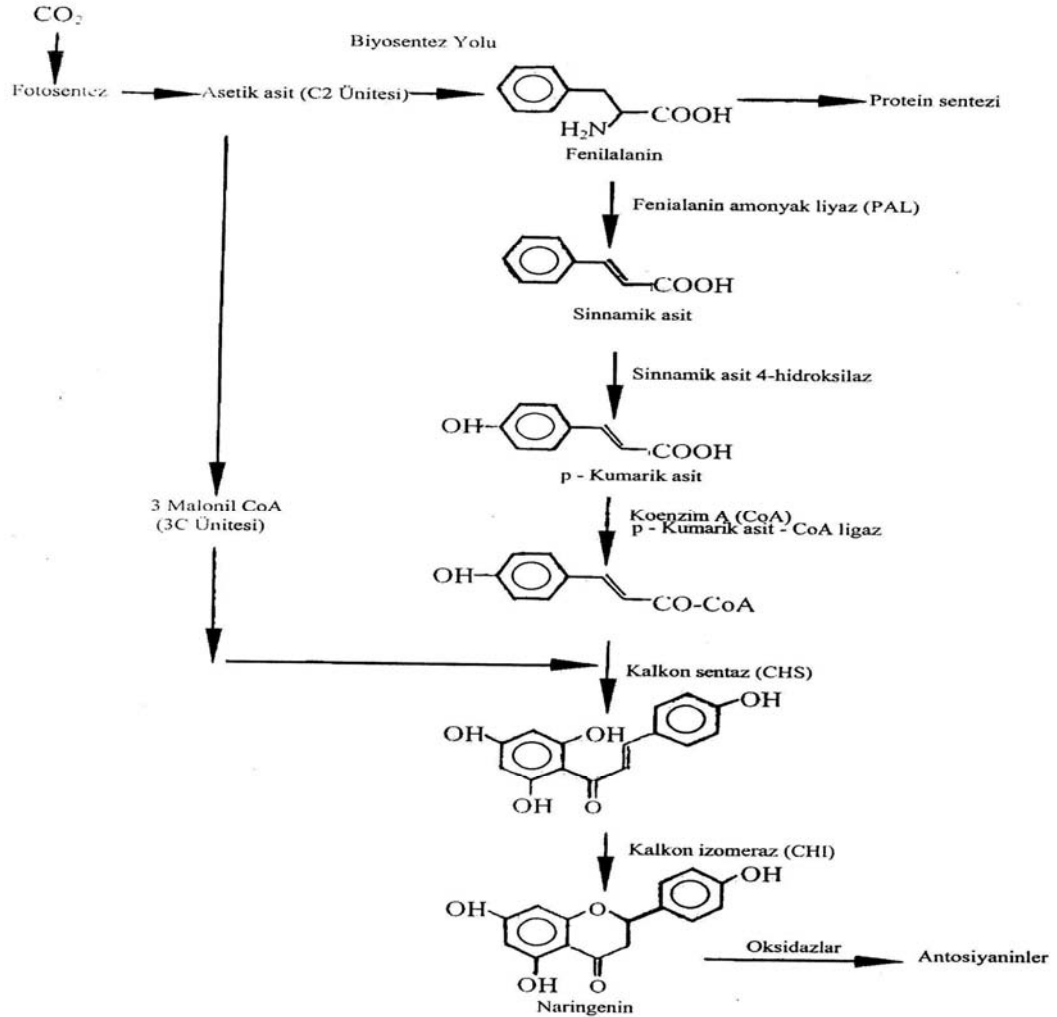 CO₂
Biyosentez Yolu
Fotosentez
Asetik asit (C2 Ünitesi)
COOH
H₂N
Fenilalanin
Protein sentezi
Fenialanin amonyak liyaz (PAL)
COOH
Sinnamik asit
Sinnamik asit 4-hidroksilaz
OH
COOH
p - Kumarik asit
3 Malonil CoA
(3C Ünitesi)
Koenzim A (CoA)
p - Kumarik asit - CoA ligaz
OH
CO-CoA
Kalkon sentaz (CHS)
OH
OH
OH
OH
O
Kalkon izomeraz (CHI)
OH
OH
O
OH
O
Naringenin
Oksidazlar
Antosiyaninler